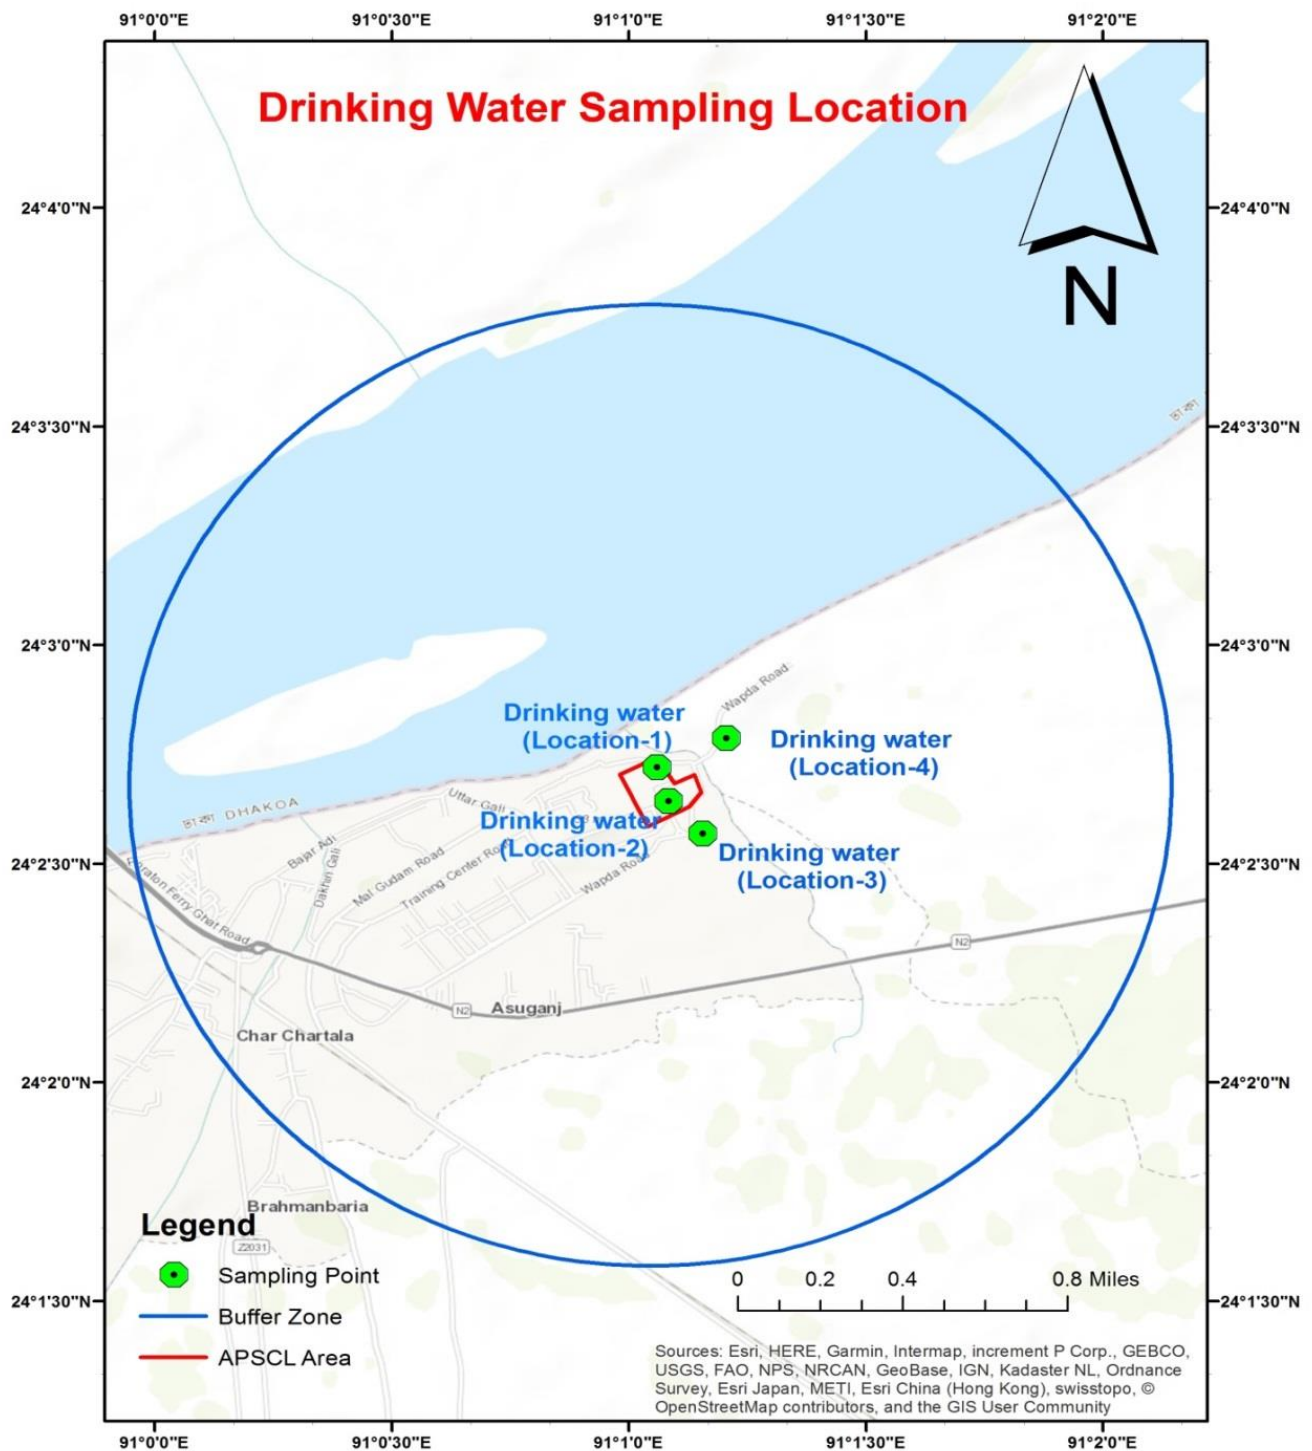 91°0'0"E 91°0'30"E 91°1'0"E 91°1'30"E 91°2'0"E
Drinking Water Sampling Location
N
24°4'0"N 24°4'0"N
24°3'30"N 24°3'30"N
24°3'0"N 24°3'0"N
Wapda Road
Drinking water
(Location-1)
Drinking water
(Location-4)
DHAKOA
Uttar Gali
Drinking water
(Location-2)
Bajar Adi
Dakhin Gali
Mal Gudam Road
Training Center Road
Wapda Road
Drinking water
(Location-3)
24°2'30"N 24°2'30"N
Ferry Ghat Road
N2
N2
Asuganj
Char Chartala
24°2'0"N 24°2'0"N
Brahmanbaria
Legend
Z2031
Sampling Point
Buffer Zone
APSCL Area
0 0.2 0.4 0.8 Miles
24°1'30"N 24°1'30"N
Sources: Esri, HERE, Garmin, Intermap, increment P Corp., GEBCO,
USGS, FAO, NPS, NRCAN, GeoBase, IGN, Kadaster NL, Ordnance
Survey, Esri Japan, METI, Esri China (Hong Kong), swisstopo, ©
OpenStreetMap contributors, and the GIS User Community
91°0'0"E 91°0'30"E 91°1'0"E 91°1'30"E 91°2'0"E